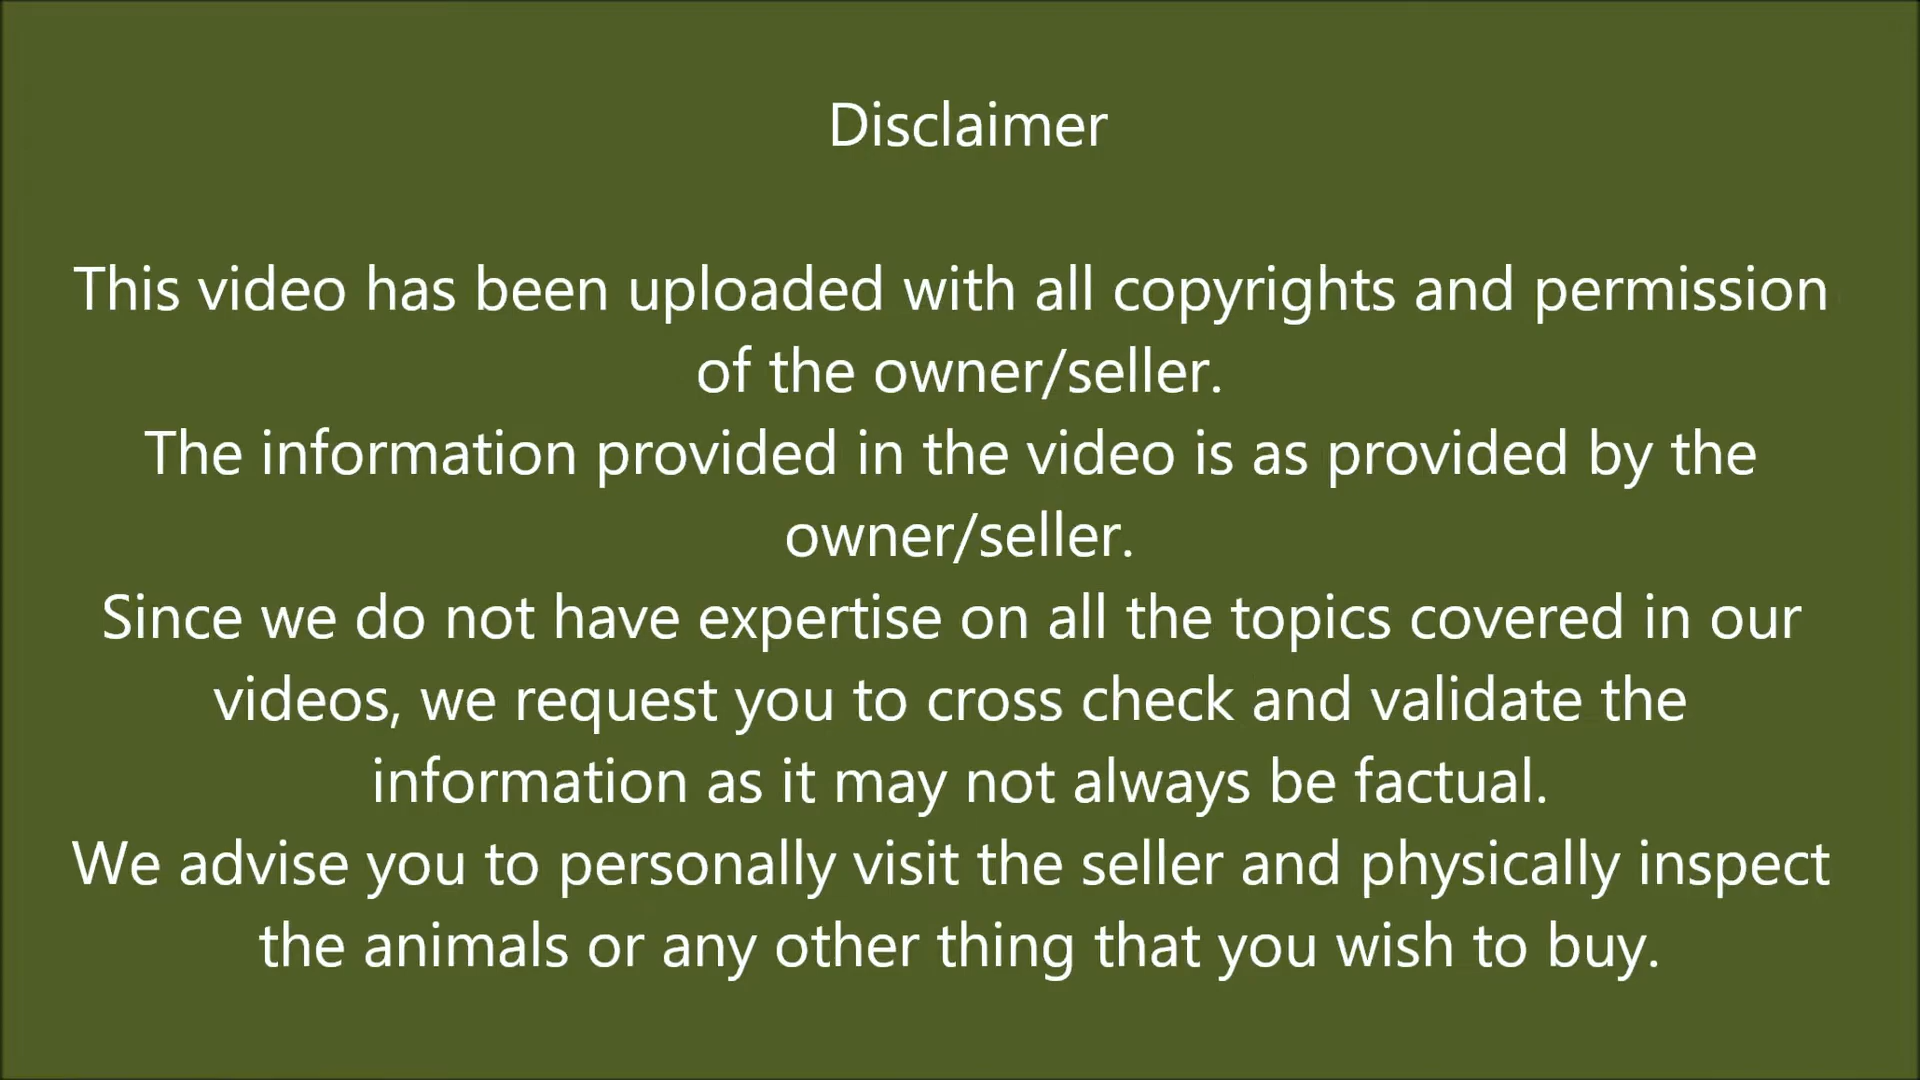 Disclaimer
This video has been uploaded with all copyrights and permission
of the owner/seller.
The information provided in the video is as provided by the
owner/seller.
Since we do not have expertise on all the topics covered in our
videos, we request you to cross check and validate the
information as it may not always be factual.
We advise you to personally visit the seller and physically inspect
the animals or any other thing that you wish to buy.